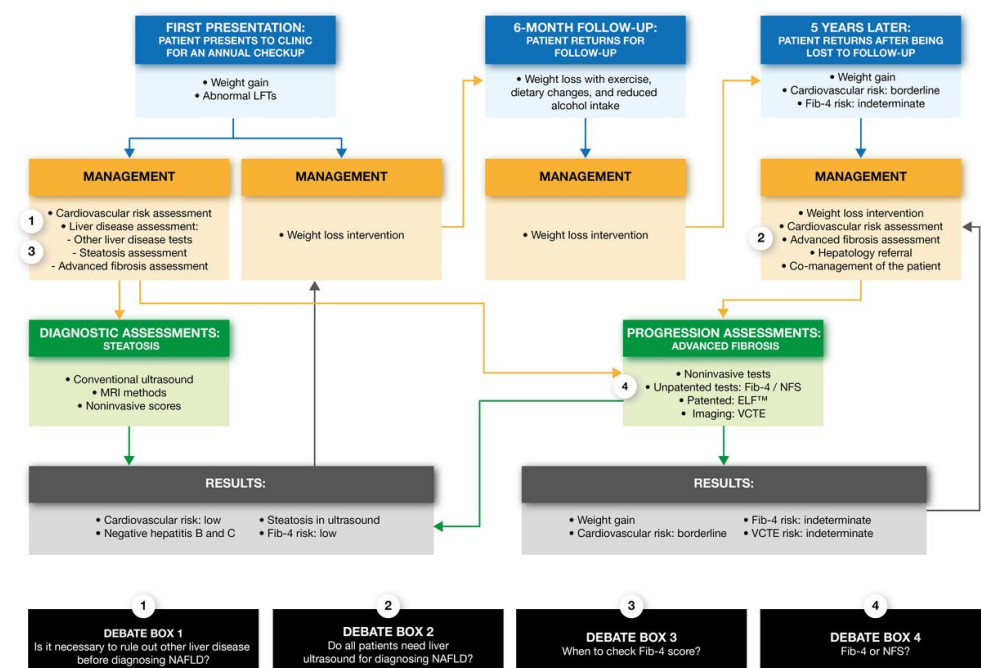 FIRST PRESENTATION:
PATIENT PRESENTS TO CLINIC
FOR AN ANNUAL CHECKUP
• Weight gain
• Abnormal LFTs
6-MONTH FOLLOW-UP:
PATIENT RETURNS FOR
FOLLOW-UP
• Weight loss with exercise,
dietary changes, and reduced
alcohol intake
5 YEARS LATER:
PATIENT RETURNS AFTER BEING
LOST TO FOLLOW-UP
• Weight gain
• Cardiovascular risk: borderline
• Fib-4 risk: indeterminate
MANAGEMENT
1
3
• Cardiovascular risk assessment
• Liver disease assessment:
- Other liver disease tests
- Steatosis assessment
- Advanced fibrosis assessment
MANAGEMENT
• Weight loss intervention
MANAGEMENT
• Weight loss intervention
MANAGEMENT
2
• Weight loss intervention
• Cardiovascular risk assessment
• Advanced fibrosis assessment
• Hepatology referral
• Co-management of the patient
DIAGNOSTIC ASSESSMENTS:
STEATOSIS
• Conventional ultrasound
• MRI methods
• Noninvasive scores
PROGRESSION ASSESSMENTS:
ADVANCED FIBROSIS
4
• Noninvasive tests
• Unpatented tests: Fib-4 / NFS
• Patented: ELF™
• Imaging: VCTE
RESULTS:
• Cardiovascular risk: low
• Negative hepatitis B and C
• Steatosis in ultrasound
• Fib-4 risk: low
RESULTS:
• Weight gain
• Cardiovascular risk: borderline
• Fib-4 risk: indeterminate
• VCTE risk: indeterminate
1
DEBATE BOX 1
Is it necessary to rule out other liver disease
before diagnosing NAFLD?
2
DEBATE BOX 2
Do all patients need liver
ultrasound for diagnosing NAFLD?
3
DEBATE BOX 3
When to check Fib-4 score?
4
DEBATE BOX 4
Fib-4 or NFS?